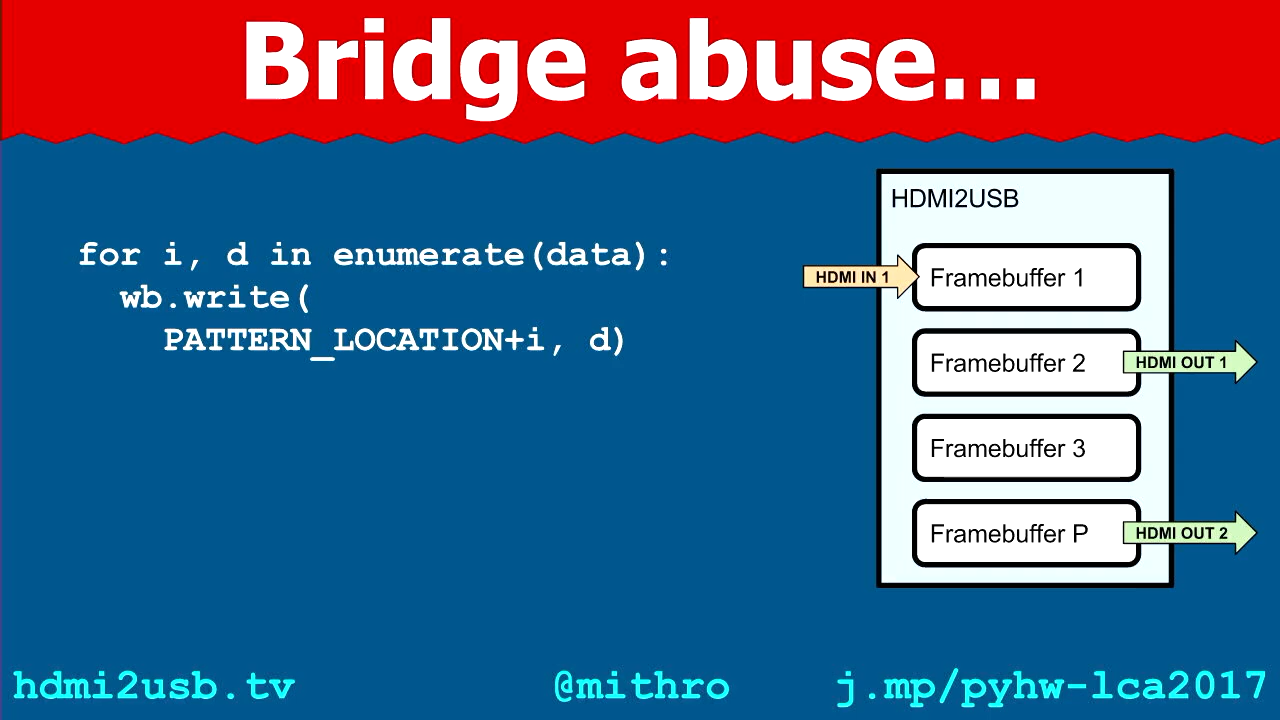 Bridge abuse...
for i, d in enumerate(data):
wb.write(
PATTERN_LOCATION+i, d)
HDMI2USB
HDMI IN 1
Framebuffer 1
Framebuffer 2
HDMI OUT 1
Framebuffer 3
Framebuffer P
HDMI OUT 2
hdmi2usb.tv
@mithro
j.mp/pyhw-lca2017